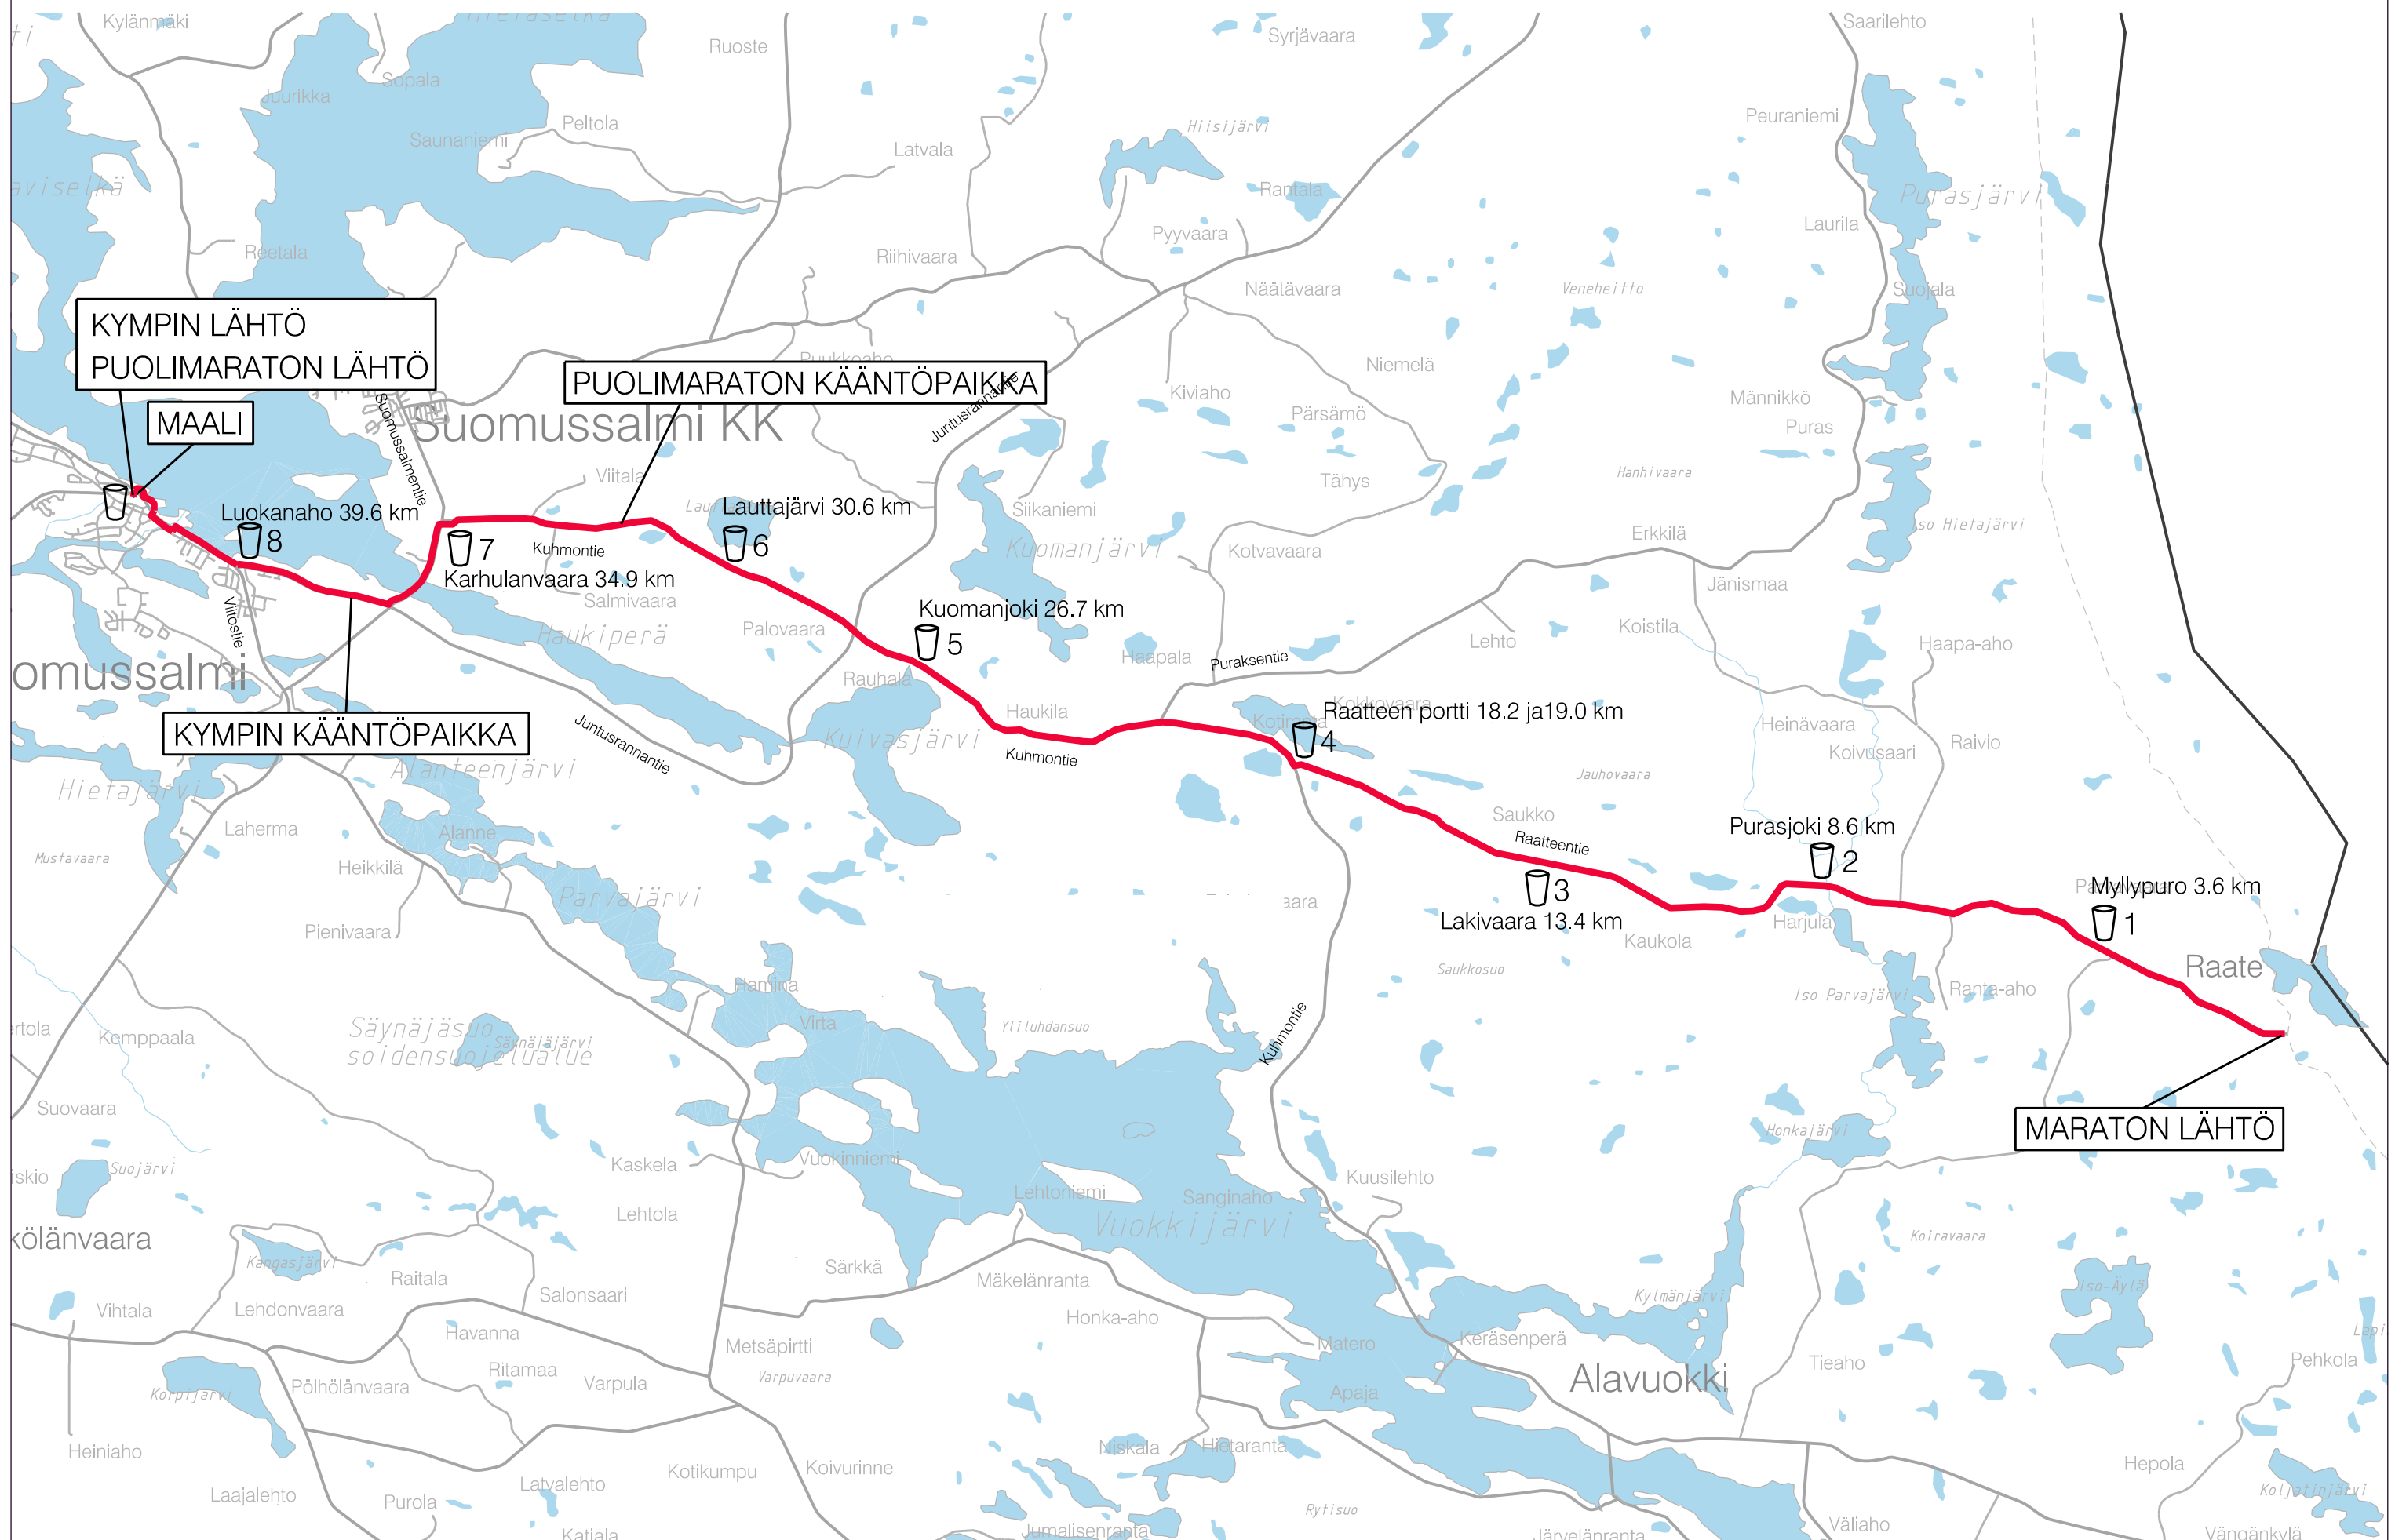 Kylänmäki
Hietaselkä
Ruoste
Syrjävaara
Saarilehto
Sopala
Juurikka
Peltola
Saunaniemi
Latvala
Hiisijärvi
Peuraniemi
Rantala
Purasjärvi
Laurila
Pyyvaara
Reetala
Riihivaara
Näätävaara
Veneheitto
Suojala
KYMPIN LÄHTÖ
PUOLIMARATON LÄHTÖ
Puukkoaho
PUOLIMARATON KÄÄNTÖPAIKKA
Niemelä
Kiviaho
Männikkö
Pärsämö
Puras
MAALI
Suomussalmentie
Suomussalmi KK
Juntusrannantie
Viitala
Tähys
Hanhivaara
Luokanaho 39.6 km
8
Lauttajärvi 30.6 km
6
Siikaniemi
Iso Hietajärvi
Erkkilä
7
Kuhmontie
Kuomanjärvi
Kotvavaara
Karhulanvaara 34.9 km
Jänismaa
Salmivaara
Viitostie
Kuomanjoki 26.7 km
5
Palovaara
Haukiperä
Koistila
Lehto
Haapa-aho
Haapala
Puraksentie
omussalmi
Rauhala
Kokkovaara
Haukila
Raatteen portti 18.2 ja19.0 km
4
Kotiranta
Heinävaara
KYMPIN KÄÄNTÖPAIKKA
Juntusrannantie
Kuivasjärvi
Kuhmontie
Koivusaari
Raivio
Alanteenjärvi
Jauhovaara
Hietajärvi
Saukko
Laherma
Alanne
Raatteentie
Purasjoki 8.6 km
2
Mustavaara
Heikkilä
Parvajärvi
Myllypuro 3.6 km
1
3
Lakivaara 13.4 km
Harjula
Pienivaara
Kaukola
Saukkosuo
Raate
Hamina
Iso Parvajärvi
Ranta-aho
Säynäjäsuo
soidensuojelualue
Säynäjäjärvi
Virta
Yliluhdansuo
Kuhmontie
Kemppaala
Suovaara
MARATON LÄHTÖ
Honkajärvi
Suojärvi
Kaskela
Vuokinniemi
Kuusilehto
Lehtoniemi
Sanginaho
Lehtola
Vuokkijärvi
Koiravaara
kölänvaara
Kangasjärvi
Raitala
Särkkä
Mäkelänranta
Iso-Äylä
Salonsaari
Kylmänjärvi
Vihtala
Lehdonvaara
Honka-aho
Havanna
Metsäpirtti
Matero
Keräsenperä
Tieaho
Pehkola
Ritamaa
Varpula
Varpuvaara
Alavuokki
Korpijärvi
Pölhölänvaara
Apaja
Heiniaho
Niskala
Hietaranta
Kotikumpu
Koivurinne
Hepola
Laajalehto
Latvalehto
Koljatinjärvi
Purola
Rytisuo
Väliaho
Katiala
Jumalisenranta
Järvelänranta
Vängänkylä